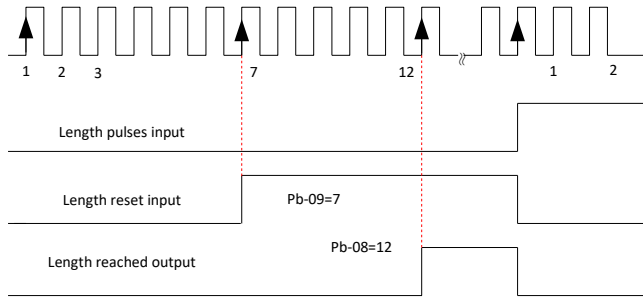 1 2 3 7 12 1 2
Length pulses input
Length reset input
Pb-09=7
Pb-08=12
Length reached output